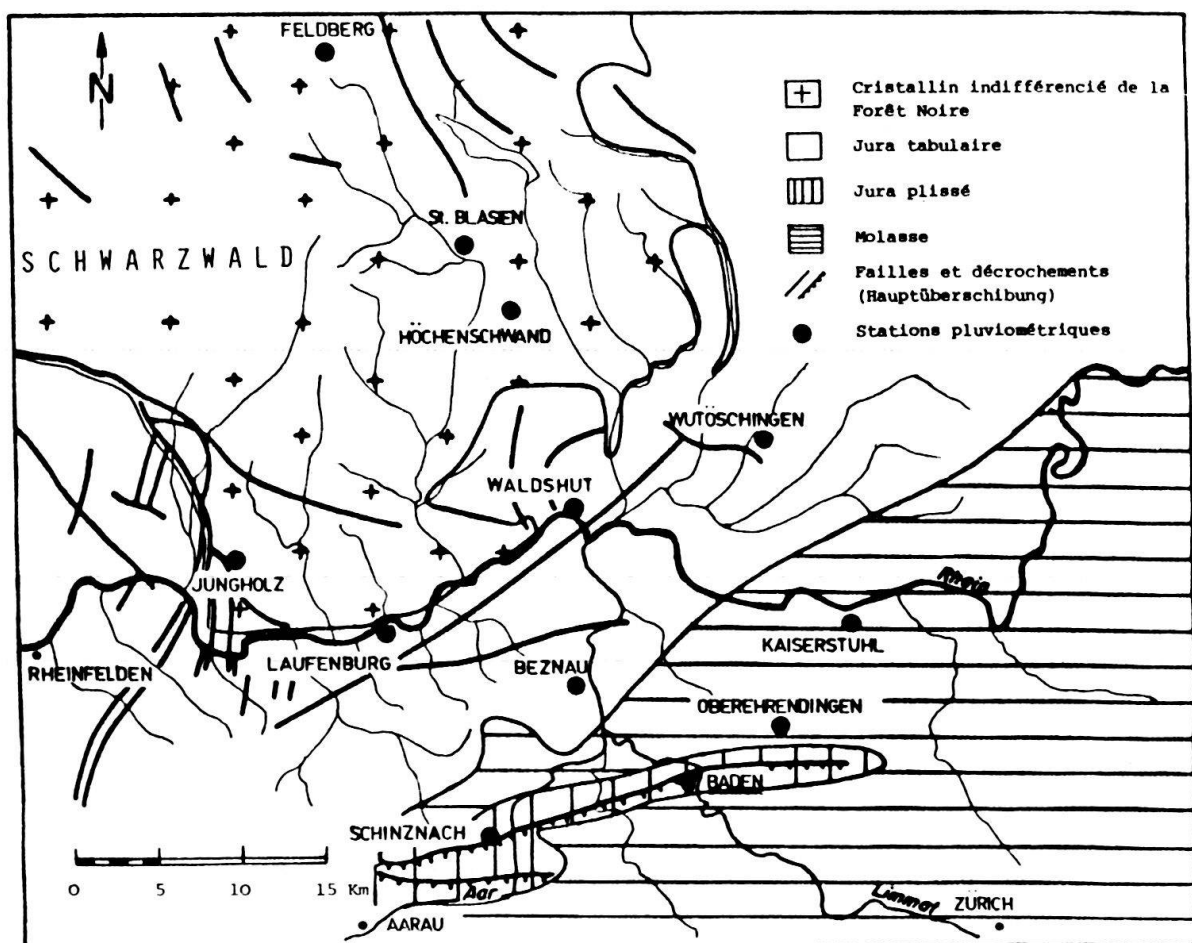 FELDBERG
N
Cristallin indifférencié de la
Forêt Noire
Jura tabulaire
Jura plissé
Molasse
Failles et décrochements
(Hauptüberschibung)
Stations pluviométriques
St. BLASIEN
SCHWARZWALD
HÖCHENSCHWAND
WUTÖSCHINGEN
WALDSHUT
JUNGHOLZ
Rhein
KAISERSTUHL
RHEINFELDEN
LAUFENBURG
BEZNAU
OBEREHRENDINGEN
BADEN
SCHINZNACH
0 5 10 15 Km
Aar
Limmat
ZÜRICH
AARAU